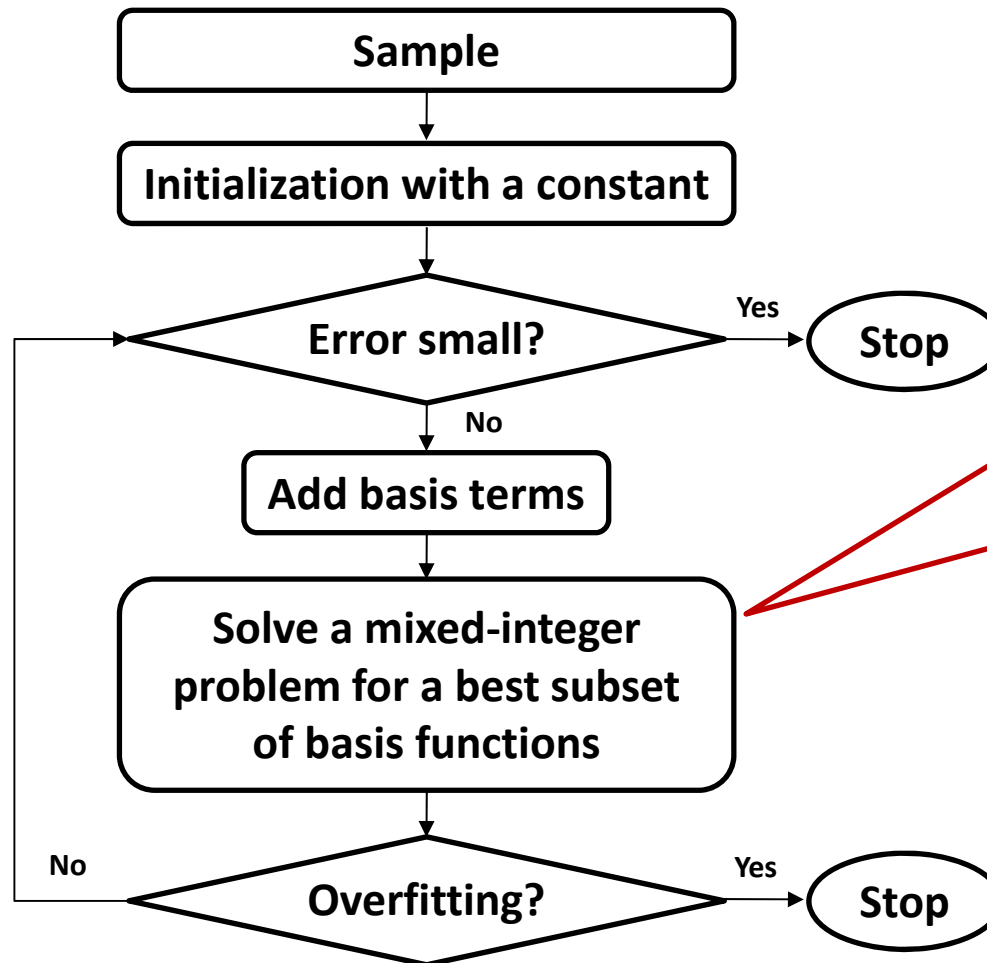 Sample
Initialization with a constant
Error small?
Yes
Stop
No
Add basis terms
Solve a mixed-integer
problem for a best subset
of basis functions
No
Overfitting?
Yes
Stop